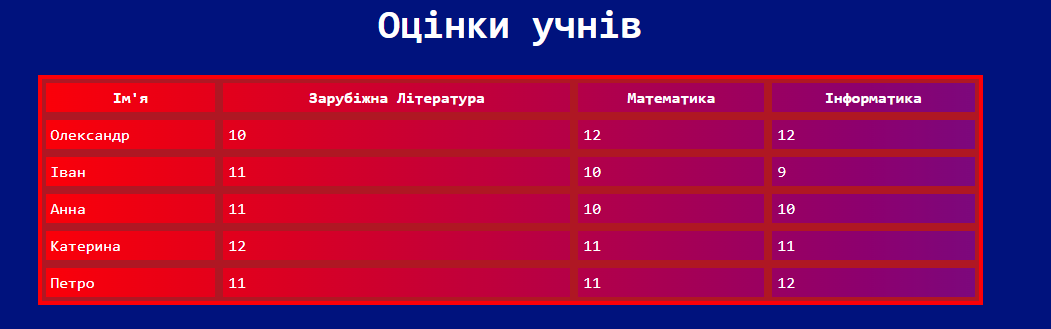 Оцінки учнів
Ім'я Зарубіжна Література Математика Інформатика
Олександр 10 12 12
Іван 11 10 9
Анна 11 10 10
Катерина 12 11 11
Петро 11 11 12